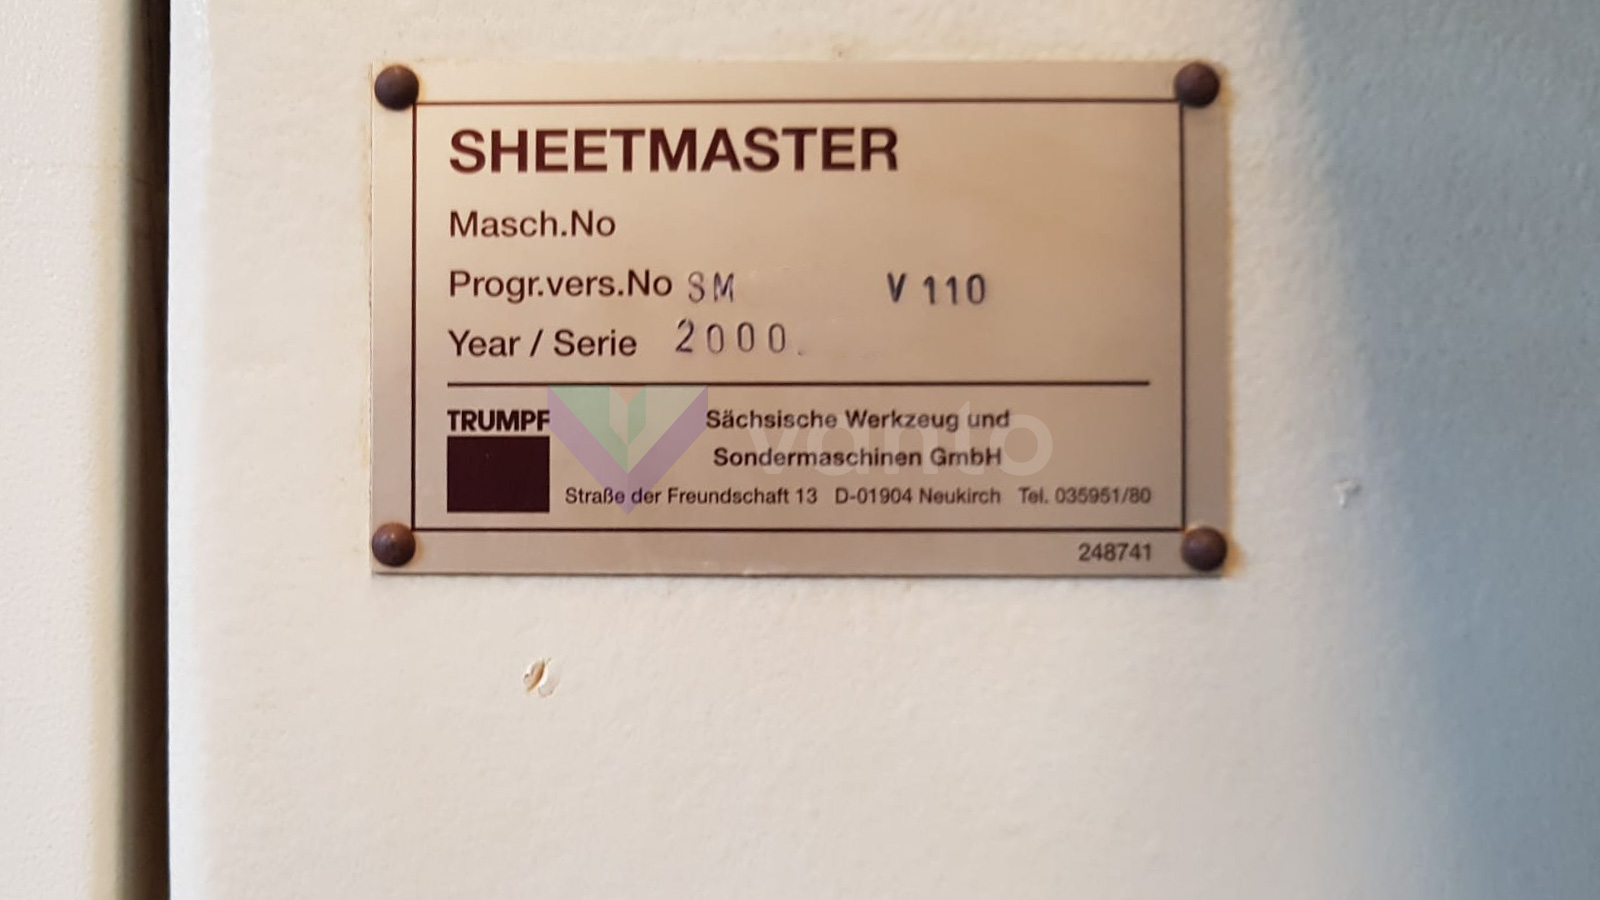 SHEETMASTER
Masch.No
Progr.vers.No SM V 110
Year / Serie 2000.
TRUMPF
Sächsische Werkzeug und
Sondermaschinen GmbH
Straße der Freundschaft 13 D-01904 Neukirch Tel. 035951/80
248741
vanto